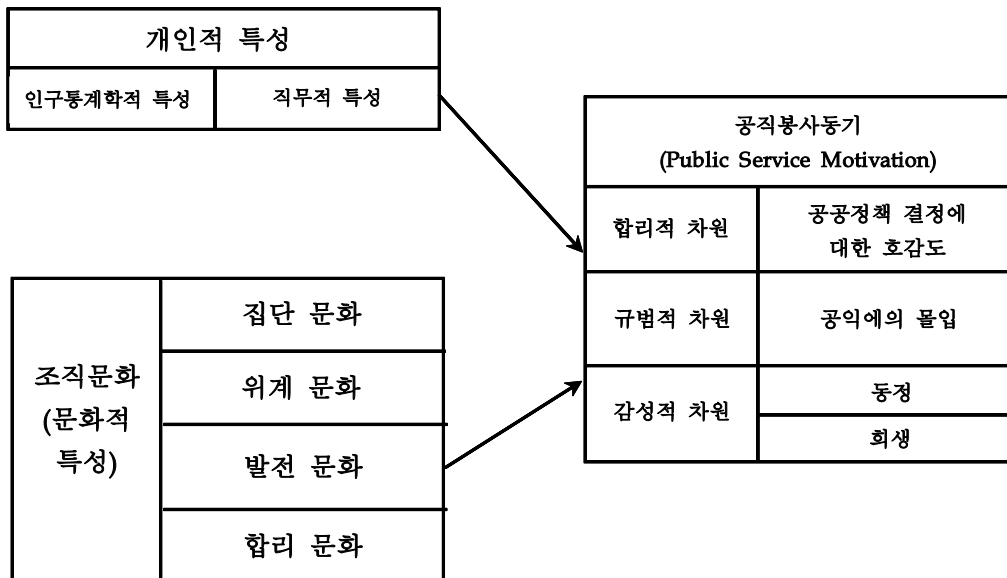 개인적 특성
인구통계학적 특성
직무적 특성
공직봉사동기
(Public Service Motivation)
합리적 차원
공공정책 결정에
대한 호감도
규범적 차원
공익에의 몰입
감성적 차원
동정
희생
조직문화
(문화적
특성)
집단 문화
위계 문화
발전 문화
합리 문화